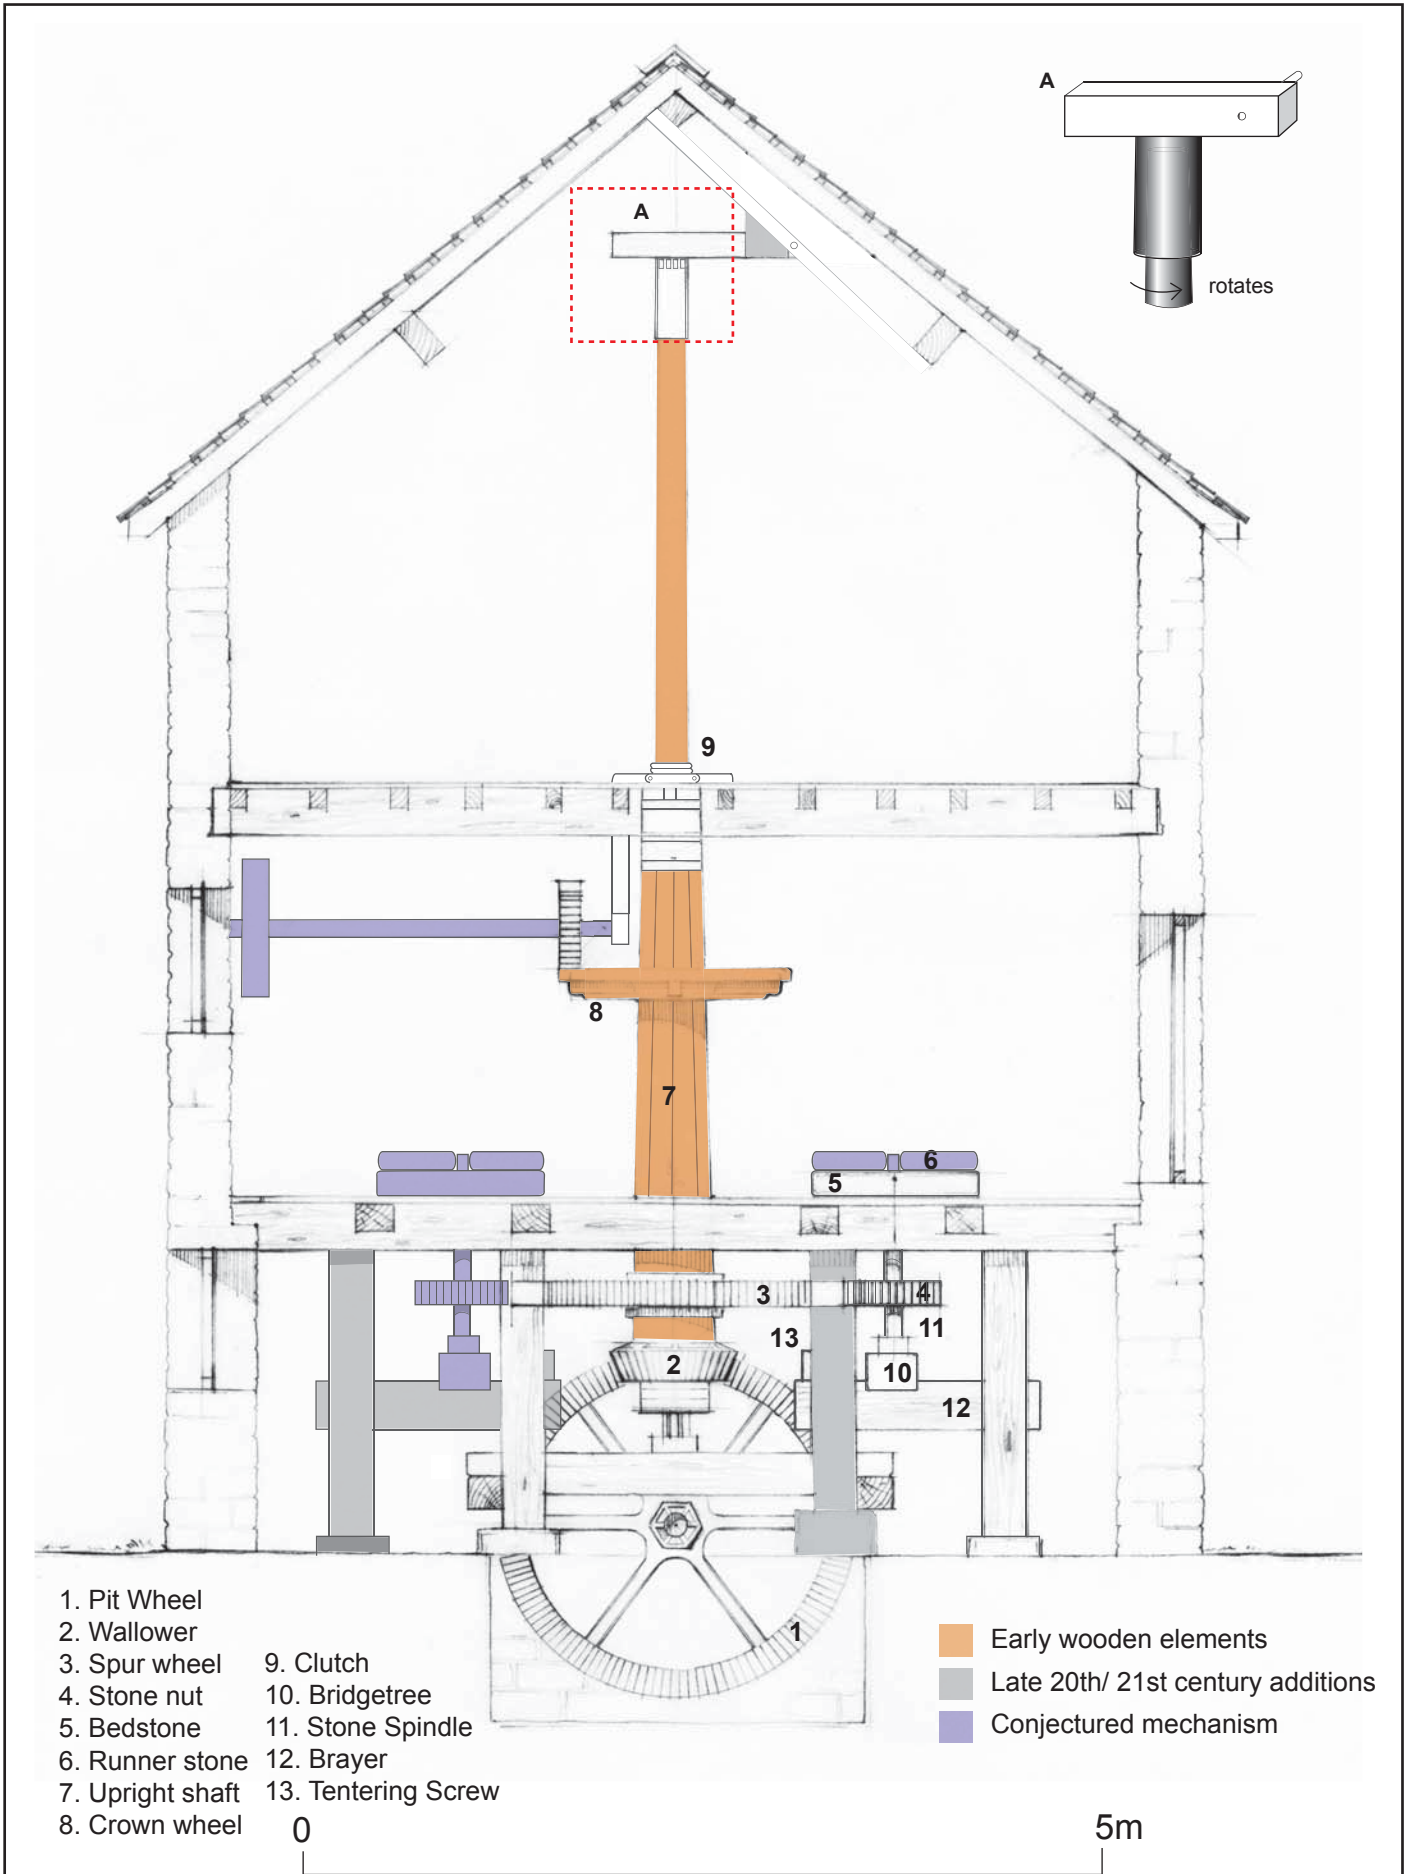 A
A
rotates
9
8
7
6
5
3
4
13
11
2
10
12
1
1. Pit Wheel
2. Wallower
3. Spur wheel
4. Stone nut
5. Bedstone
6. Runner stone
7. Upright shaft
8. Crown wheel
9. Clutch
10. Bridgetree
11. Stone Spindle
12. Brayer
13. Tentering Screw
Early wooden elements
Late 20th/ 21st century additions
Conjectured mechanism
0
5m